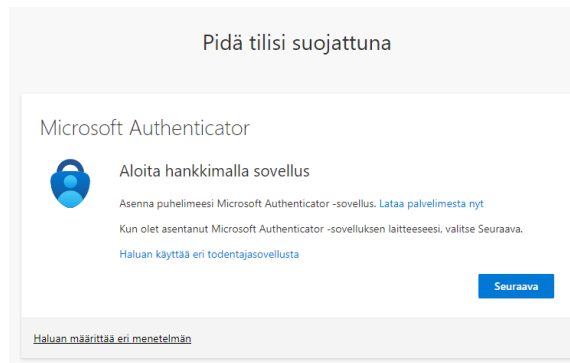 Pidä tilisi suojattuna
Microsoft Authenticator
Aloita hankkimalla sovellus
Asenna puhelimeesi Microsoft Authenticator -sovellus. Lataa palvelimesta nyt
Kun olet asentanut Microsoft Authenticator -sovelluksen laitteeseesi, valitse Seuraava.
Haluan käyttää eri todentajasovellusta
Seuraava
Haluan määrittää eri menetelmän